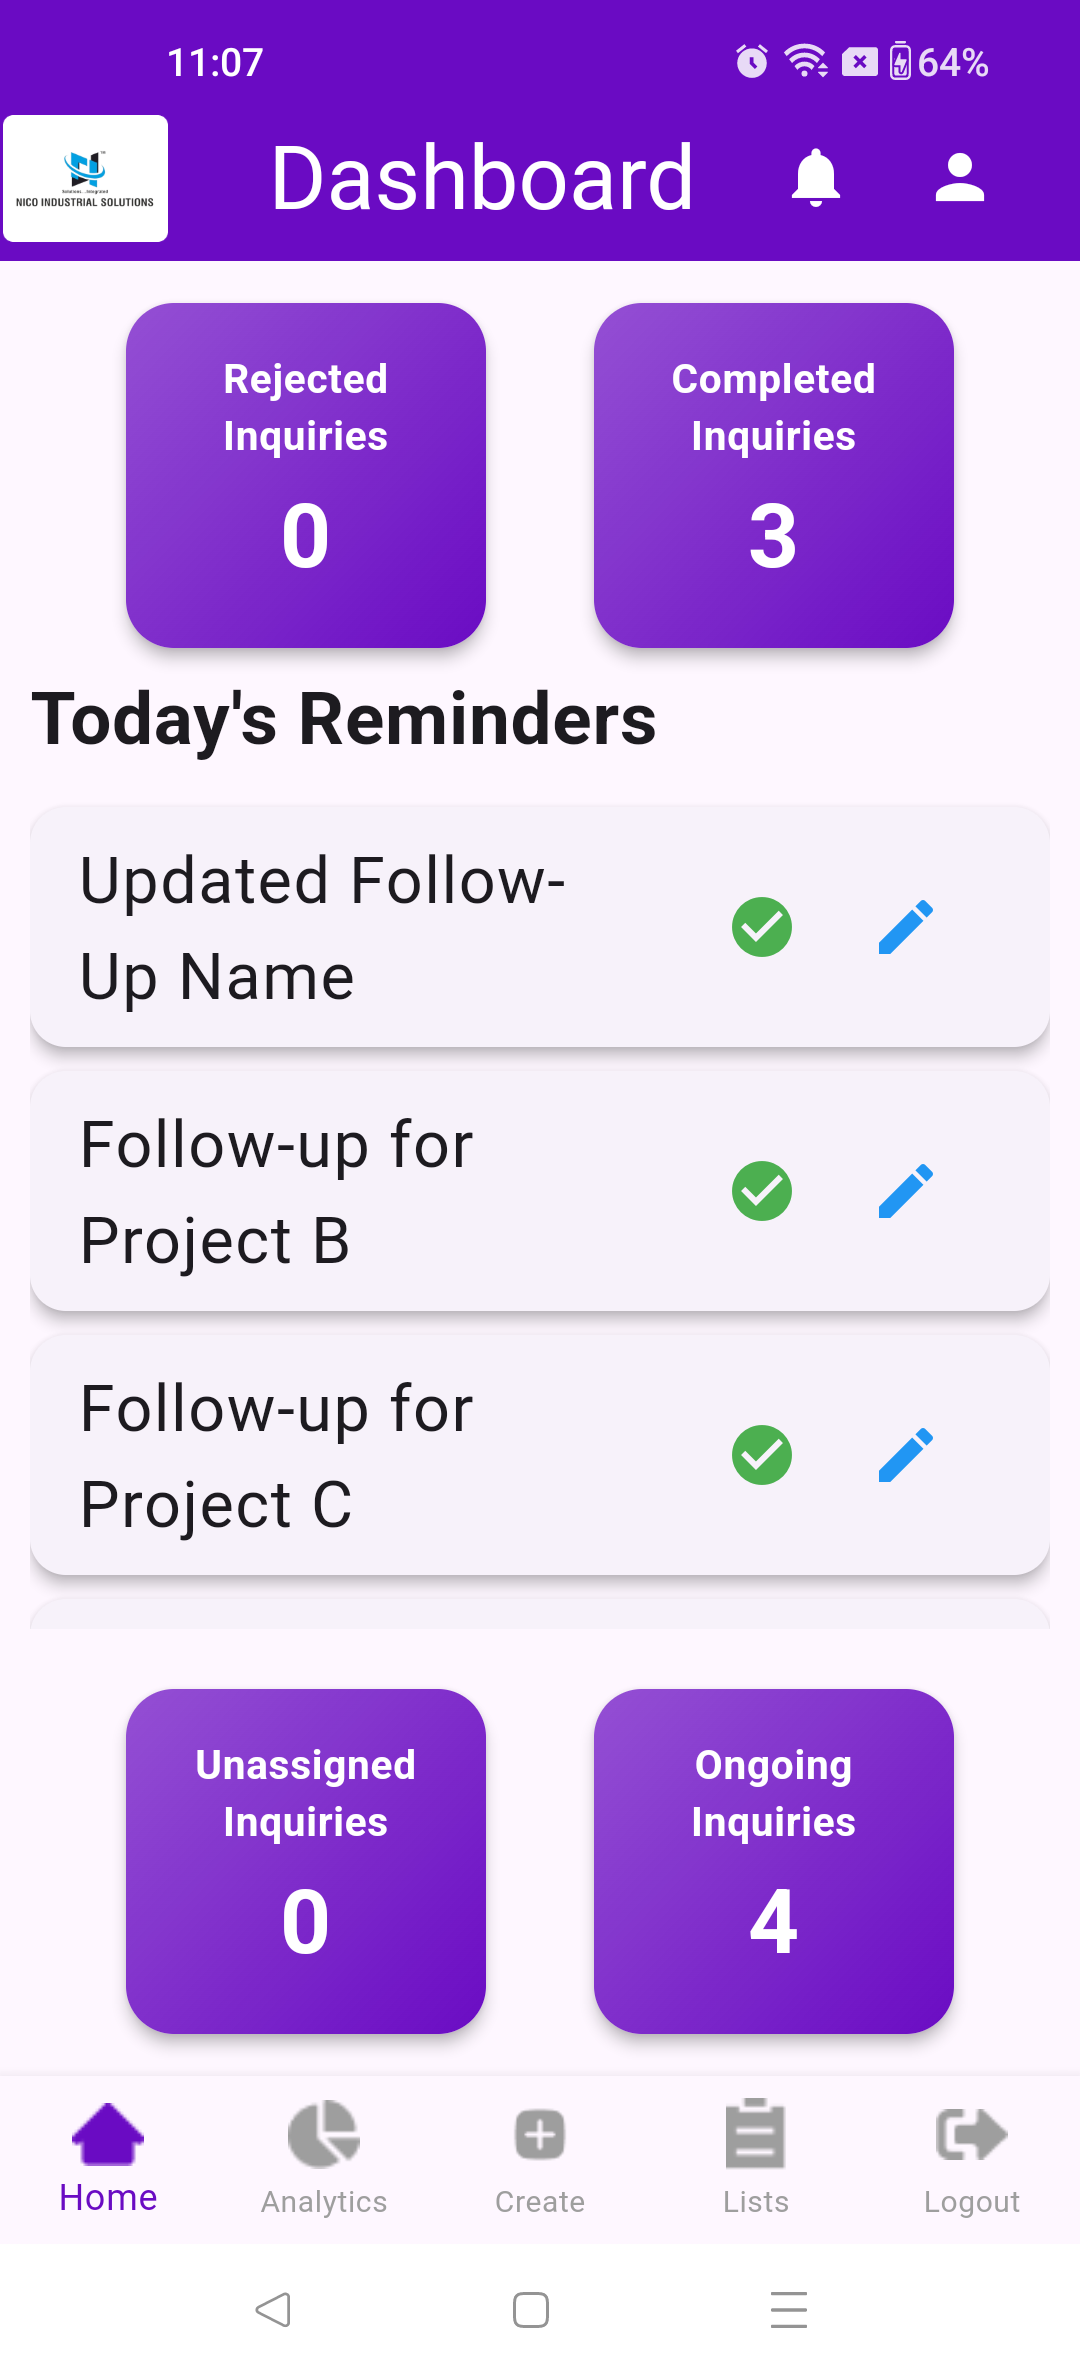 11:07
64%
Solutions...Integrated
NICO INDUSTRIAL SOLUTIONS
Dashboard
Rejected
Inquiries
0
Completed
Inquiries
3
Today's Reminders
Updated Follow-
Up Name
Follow-up for
Project B
Follow-up for
Project C
Unassigned
Inquiries
0
Ongoing
Inquiries
4
Home
Analytics
Create
Lists
Logout